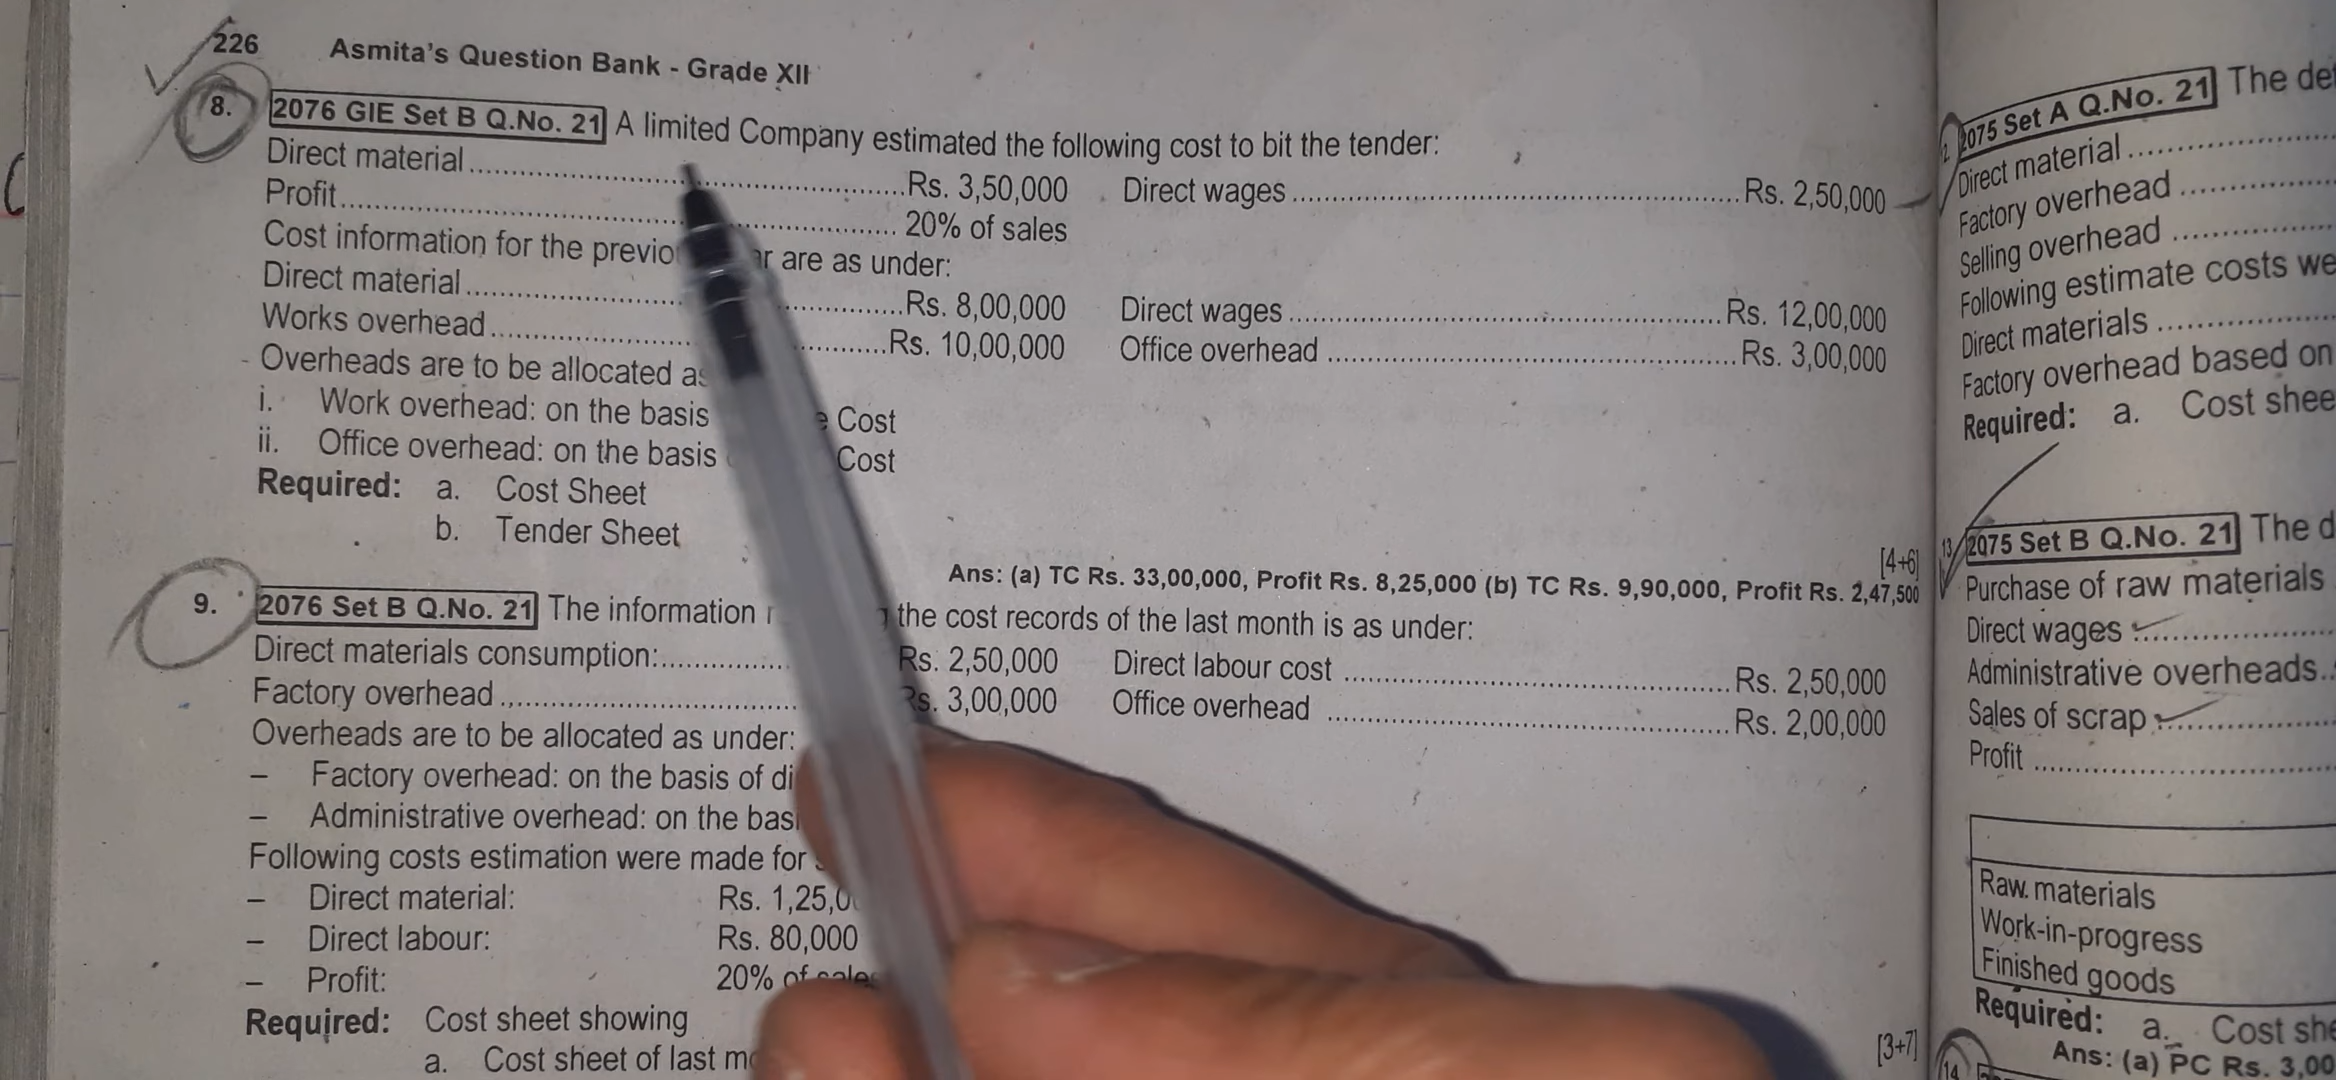 226 Asmita's Question Bank - Grade XII
8. 2076 GIE Set B Q.No. 21 A limited Company estimated the following cost to bit the tender:
Direct material ........ Rs. 3,50,000 Direct wages ........ Rs. 2,50,000
Profit ........ 20% of sales
Cost information for the are as under:
Direct material ........ Rs. 8,00,000 Direct wages ........ Rs. 12,00,000
Works overhead ........ Rs. 10,00,000 Office overhead ........ Rs. 3,00,000
Overheads are to be allocated
i. Work overhead: on the basis Cost
ii. Office overhead: on the basis Cost
Required: a. Cost Sheet
b. Tender Sheet
[4+6]
Ans: (a) TC Rs. 33,00,000, Profit Rs. 8,25,000 (b) TC Rs. 9,90,000, Profit Rs. 2,47,500
9. 2076 Set B Q.No. 21 The information the cost records of the last month is as under:
Direct materials consumption: ........ Rs. 2,50,000 Direct labour cost ........ Rs. 2,50,000
Factory overhead ........ Rs. 3,00,000 Office overhead ........ Rs. 2,00,000
Overheads are to be allocated as under:
– Factory overhead: on the basis of
– Administrative overhead: on the
Following costs estimation were made for
– Direct material: Rs.
– Direct labour: Rs. 80,000
– Profit: 20% of sales
Required: Cost sheet showing
a. Cost sheet of last
[3+7]
2075 Set A Q.No. 21 The
Direct material ........
Factory overhead ........
Selling overhead ........
Following estimate costs
Direct materials ........
Factory overhead based on
Required: a. Cost
13 2075 Set B Q.No. 21 The
Purchase of raw materials
Direct wages ........
Administrative overheads..
Sales of scrap ........
Profit ........
Raw materials
Work-in-progress
Finished goods
Required: a. Cost
Ans: (a) PC Rs.
14